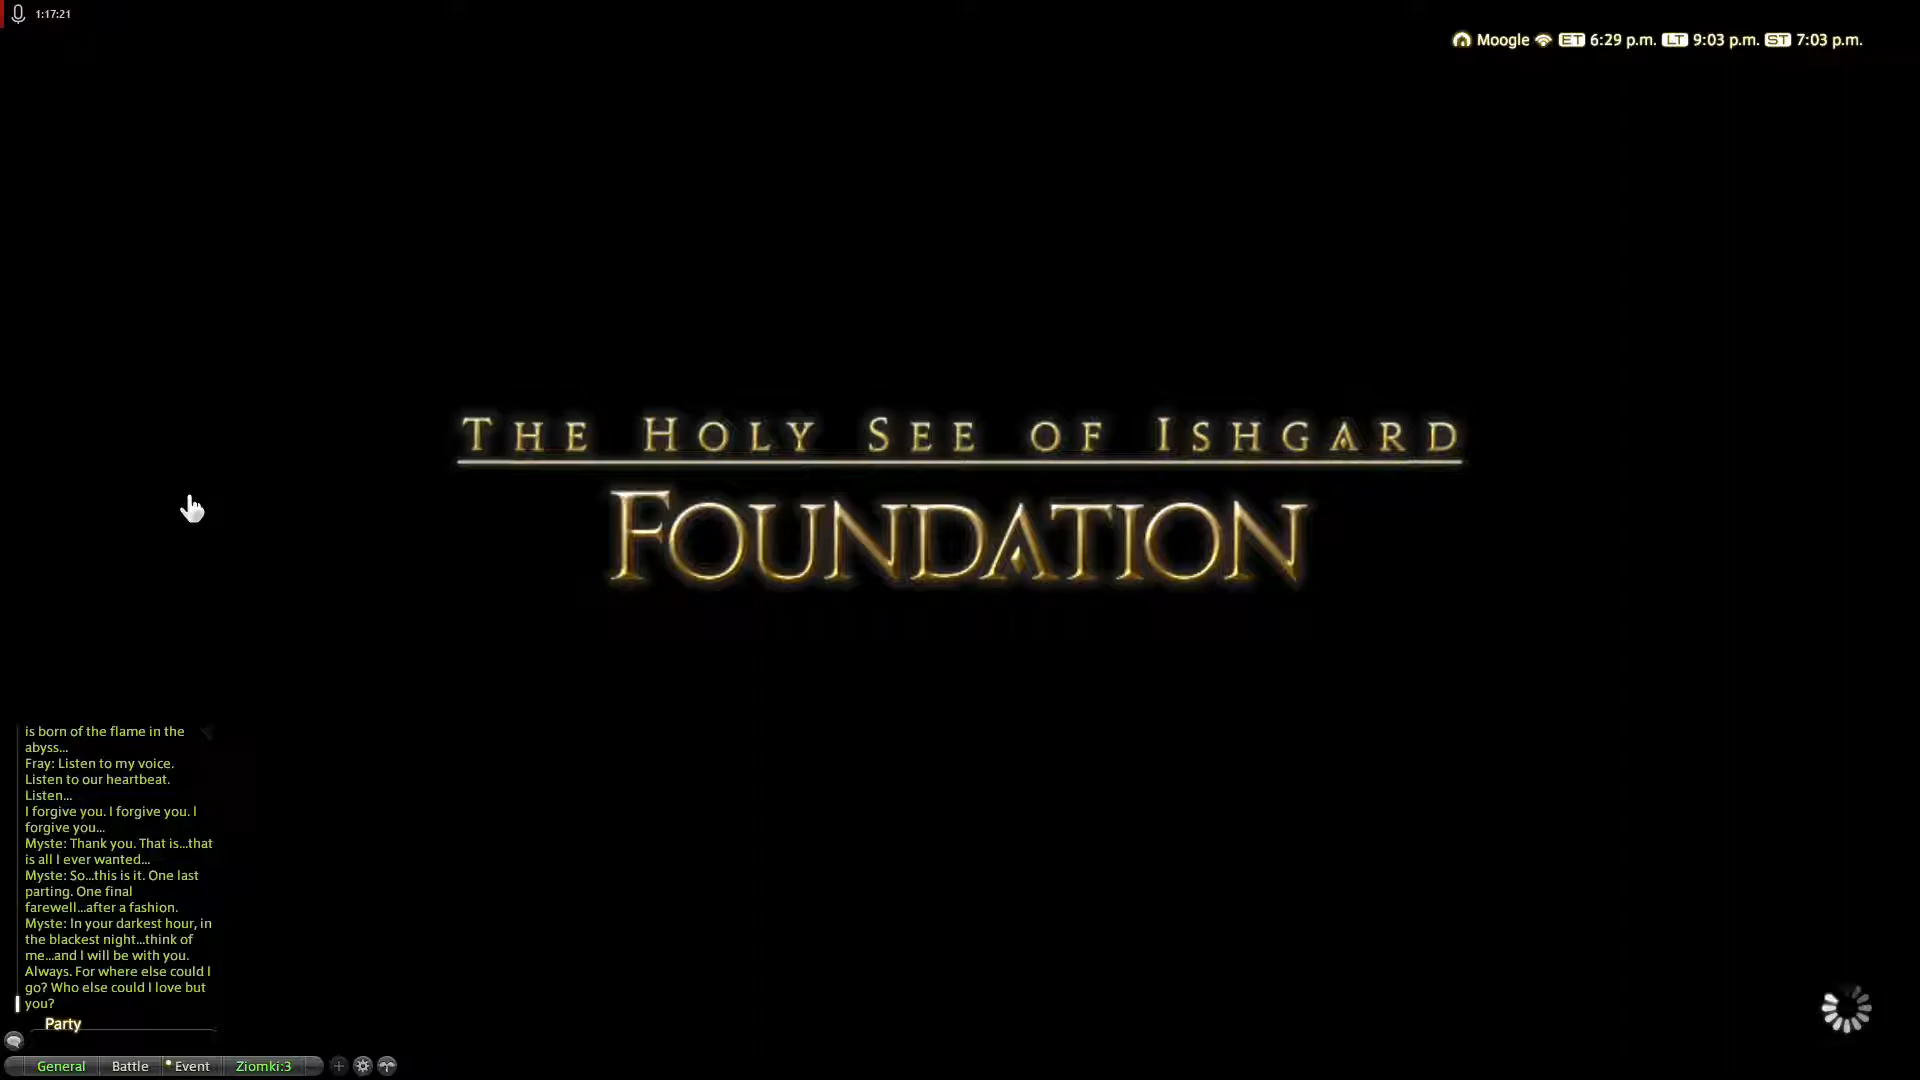 1:17:21
Moogle ET 6:29 p.m. LT 9:03 p.m. ST 7:03 p.m.
THE HOLY SEE OF ISHGARD
FOUNDATION
is born of the flame in the
abyss...
Fray: Listen to my voice.
Listen to our heartbeat.
Listen...
I forgive you. I forgive you. I
forgive you...
Myste: Thank you. That is...that
is all I ever wanted...
Myste: So...this is it. One last
parting. One final
farewell...after a fashion.
Myste: In your darkest hour, in
the blackest night...think of
me...and I will be with you.
Always. For where else could I
go? Who else could I love but
you?
Party
General Battle Event Ziomki:3